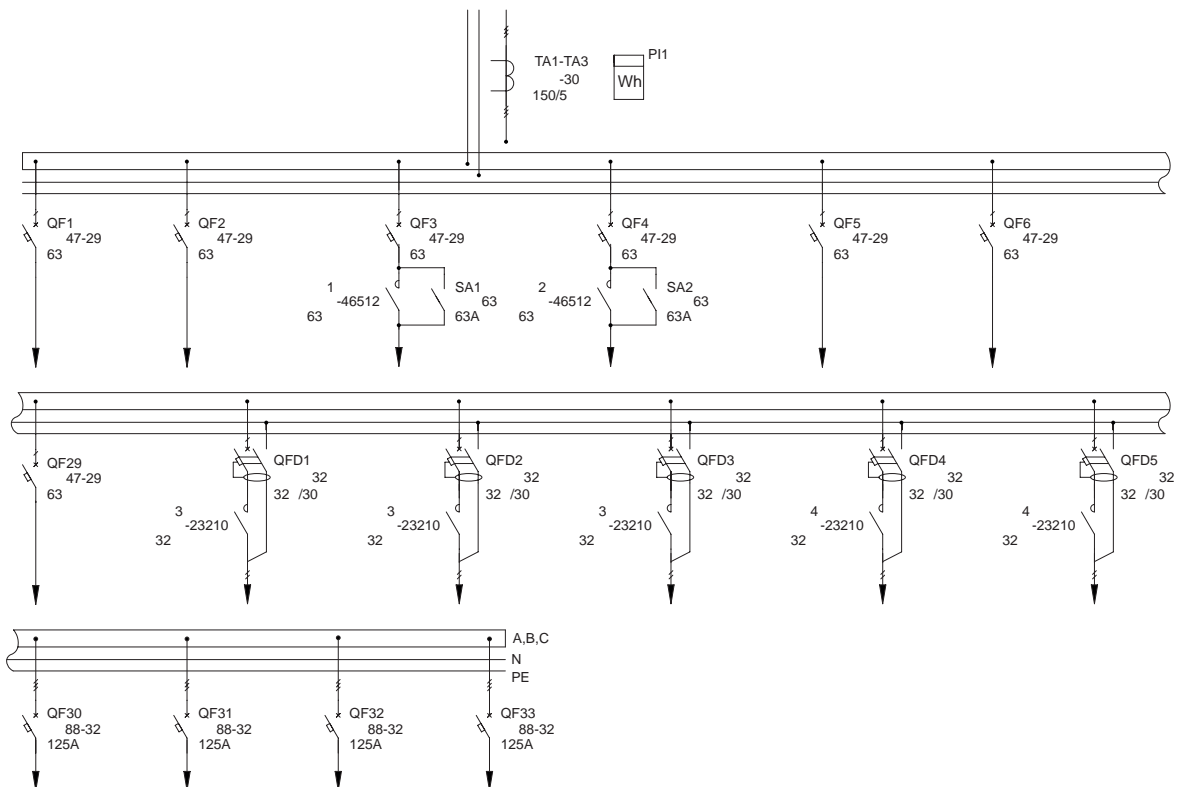 TA1-TA3
-30
150/5
PI1
Wh
QF1
47-29
63
QF2
47-29
63
QF3
47-29
63
QF4
47-29
63
QF5
47-29
63
QF6
47-29
63
1
-46512
63
SA1
63
63A
2
-46512
63
SA2
63
63A
QF29
47-29
63
QFD1
32
32 /30
QFD2
32
32 /30
QFD3
32
32 /30
QFD4
32
32 /30
QFD5
32
32 /30
3
-23210
32
3
-23210
32
3
-23210
32
4
-23210
32
4
-23210
32
A,B,C
N
PE
QF30
88-32
125A
QF31
88-32
125A
QF32
88-32
125A
QF33
88-32
125A